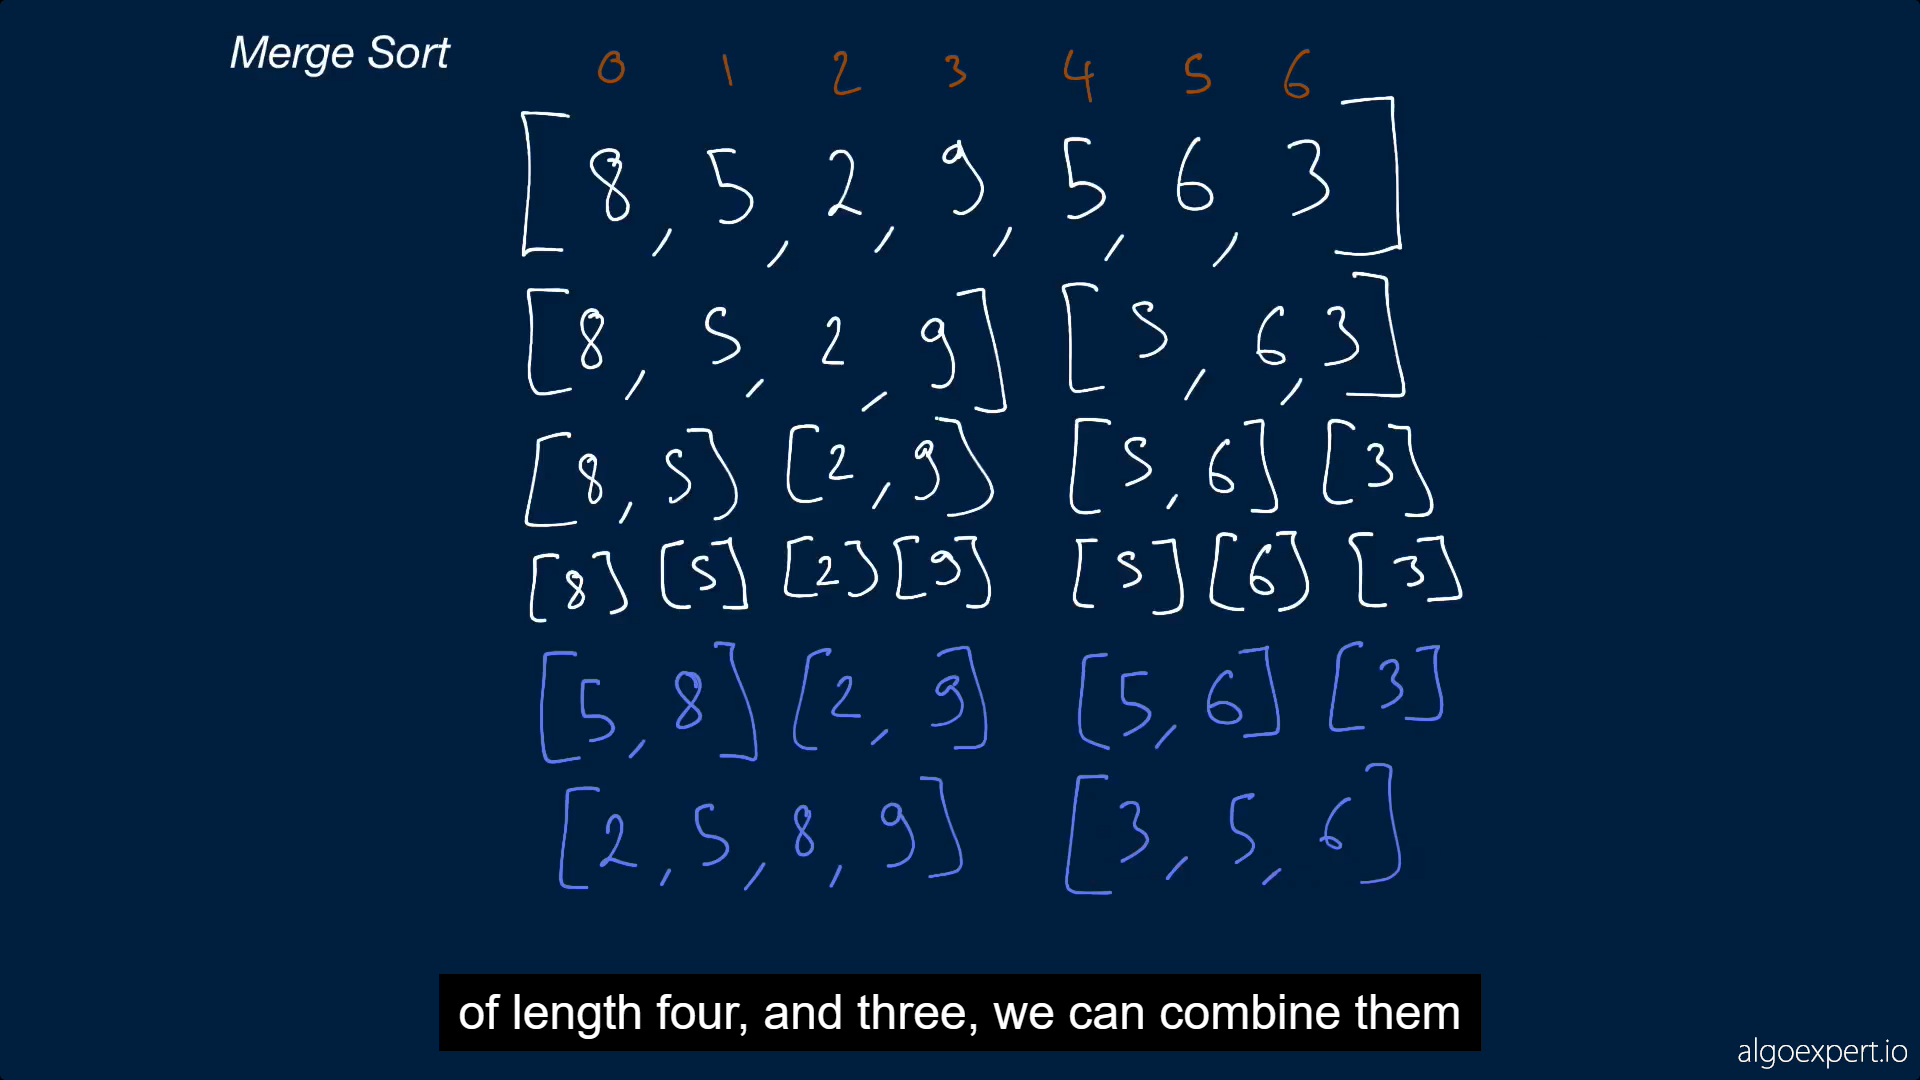 Merge Sort
0 1 2 3 4 5 6
[8, 5, 2, 9, 5, 6, 3]
[8, 5, 2, 9] [5, 6, 3]
[8, 5] [2, 9] [5, 6] [3]
[8] [5] [2] [9] [5] [6] [3]
[5, 8] [2, 9] [5, 6] [3]
[2, 5, 8, 9] [3, 5, 6]
of length four, and three, we can combine them
algoexpert.io